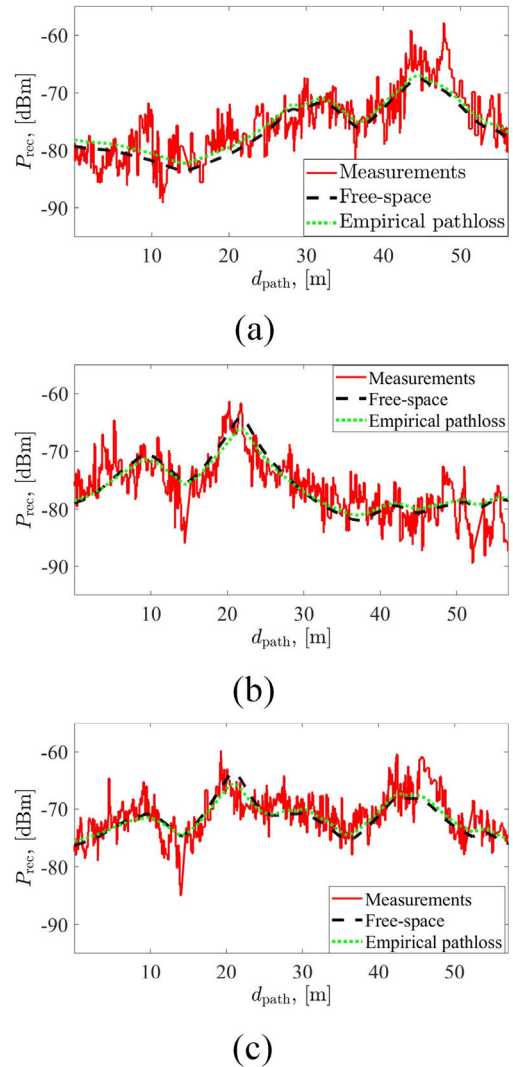 -60
-70
-80
-90
P_rec, [dBm]
Measurements
Free-space
Empirical pathloss
10 20 30 40 50
d_path, [m]
(a)
-60
-70
-80
-90
P_rec, [dBm]
Measurements
Free-space
Empirical pathloss
10 20 30 40 50
d_path, [m]
(b)
-60
-70
-80
-90
P_rec, [dBm]
Measurements
Free-space
Empirical pathloss
10 20 30 40 50
d_path, [m]
(c)